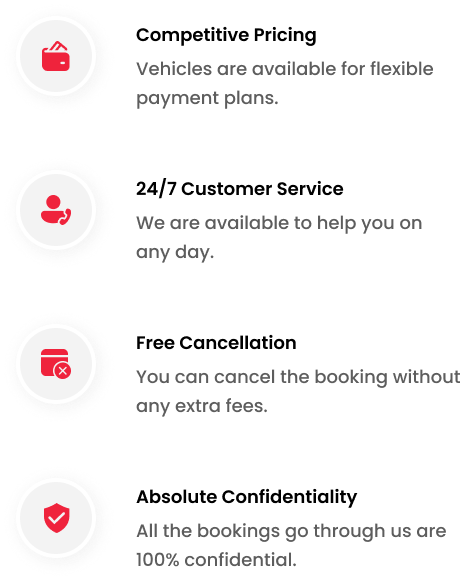 Competitive Pricing
Vehicles are available for flexible
payment plans.
24/7 Customer Service
We are available to help you on
any day.
Free Cancellation
You can cancel the booking without
any extra fees.
Absolute Confidentiality
All the bookings go through us are
100% confidential.